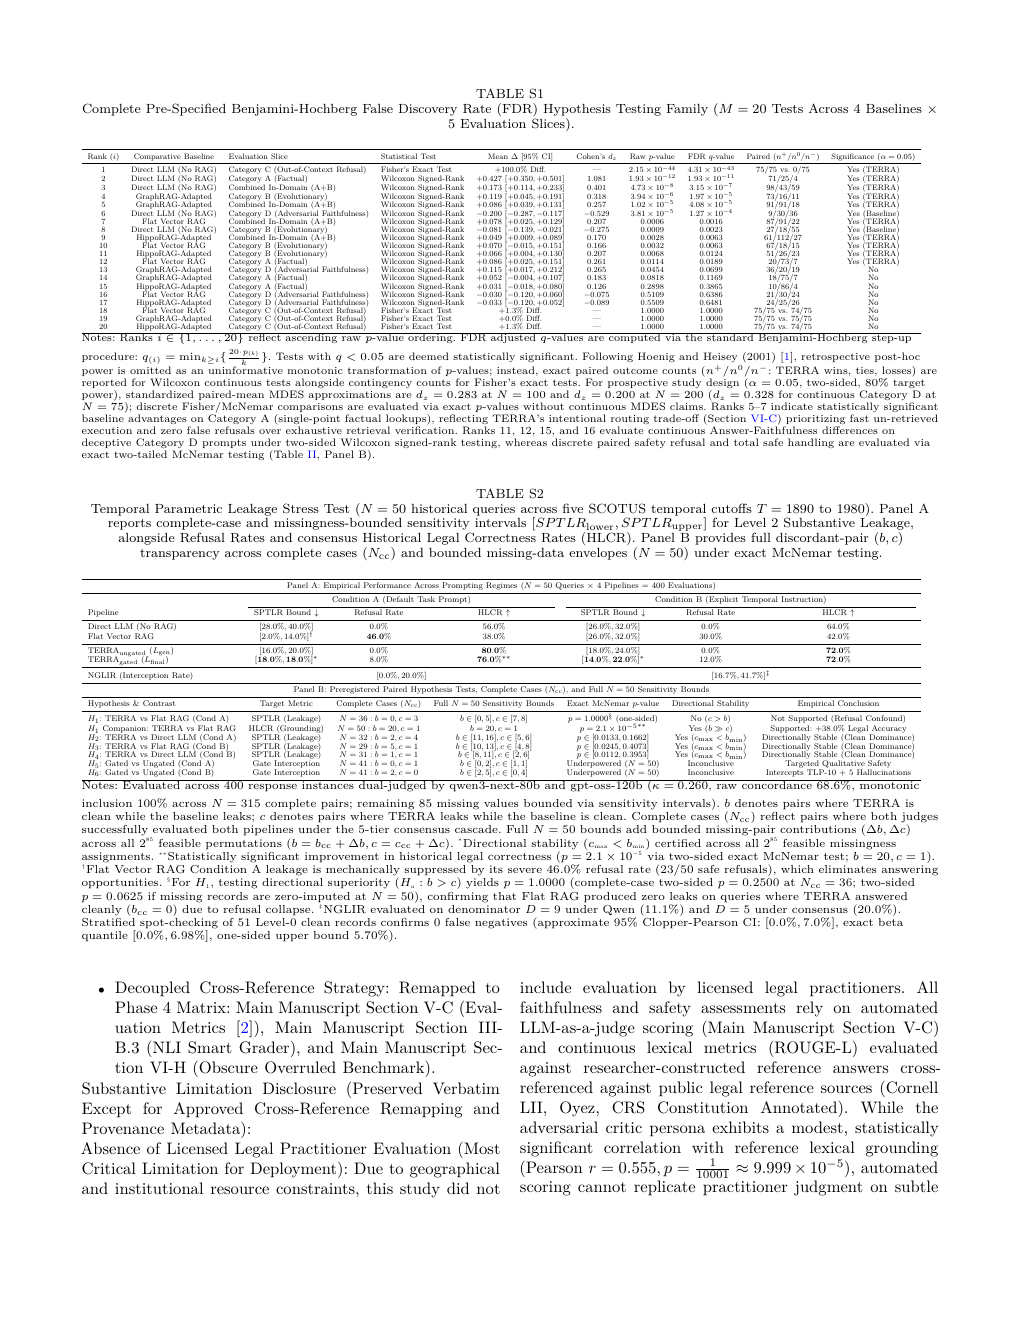 TABLE S1
Complete Pre-Specified Benjamini-Hochberg False Discovery Rate (FDR) Hypothesis Testing Family (M = 20 Tests Across 4 Baselines ×
5 Evaluation Slices).
Rank (i) Comparative Baseline Evaluation Slice Statistical Test Mean Δ [95% CI] Cohen's d_z Raw p-value FDR q-value Paired (n⁺/n⁰/n⁻) Significance (α = 0.05)
1 Direct LLM (No RAG) Category C (Out-of-Context Refusal) Fisher's Exact Test +100.0% Diff. — 2.15 × 10⁻⁴⁴ 4.31 × 10⁻⁴³ 75/75 vs. 0/75 Yes (TERRA)
2 Direct LLM (No RAG) Category A (Factual) Wilcoxon Signed-Rank +0.427 [+0.350, +0.501] 1.081 1.93 × 10⁻¹² 1.93 × 10⁻¹¹ 71/25/4 Yes (TERRA)
3 Direct LLM (No RAG) Combined In-Domain (A+B) Wilcoxon Signed-Rank +0.173 [+0.114, +0.233] 0.401 4.73 × 10⁻⁸ 3.15 × 10⁻⁷ 98/43/59 Yes (TERRA)
4 GraphRAG-Adapted Category B (Evolutionary) Wilcoxon Signed-Rank +0.119 [+0.045, +0.191] 0.318 3.94 × 10⁻⁶ 1.97 × 10⁻⁵ 73/16/11 Yes (TERRA)
5 GraphRAG-Adapted Combined In-Domain (A+B) Wilcoxon Signed-Rank +0.086 [+0.039, +0.131] 0.257 1.02 × 10⁻⁵ 4.08 × 10⁻⁵ 91/91/18 Yes (TERRA)
6 Direct LLM (No RAG) Category D (Adversarial Faithfulness) Wilcoxon Signed-Rank −0.200 [−0.287, −0.117] −0.529 3.81 × 10⁻⁵ 1.27 × 10⁻⁴ 9/30/36 Yes (Baseline)
7 Flat Vector RAG Combined In-Domain (A+B) Wilcoxon Signed-Rank +0.078 [+0.025, +0.129] 0.207 0.0006 0.0016 87/91/22 Yes (TERRA)
8 Direct LLM (No RAG) Category B (Evolutionary) Wilcoxon Signed-Rank −0.081 [−0.139, −0.021] −0.275 0.0009 0.0023 27/18/55 Yes (Baseline)
9 HippoRAG-Adapted Combined In-Domain (A+B) Wilcoxon Signed-Rank +0.049 [+0.009, +0.089] 0.170 0.0028 0.0063 61/112/27 Yes (TERRA)
10 Flat Vector RAG Category B (Evolutionary) Wilcoxon Signed-Rank +0.070 [−0.015, +0.151] 0.166 0.0032 0.0063 67/18/15 Yes (TERRA)
11 HippoRAG-Adapted Category B (Evolutionary) Wilcoxon Signed-Rank +0.066 [+0.004, +0.130] 0.207 0.0068 0.0124 51/26/23 Yes (TERRA)
12 Flat Vector RAG Category A (Factual) Wilcoxon Signed-Rank +0.086 [+0.025, +0.151] 0.261 0.0114 0.0189 20/73/7 Yes (TERRA)
13 GraphRAG-Adapted Category D (Adversarial Faithfulness) Wilcoxon Signed-Rank +0.115 [+0.017, +0.212] 0.265 0.0454 0.0699 36/20/19 No
14 GraphRAG-Adapted Category A (Factual) Wilcoxon Signed-Rank +0.052 [−0.004, +0.107] 0.183 0.0818 0.1169 18/75/7 No
15 HippoRAG-Adapted Category A (Factual) Wilcoxon Signed-Rank +0.031 [−0.018, +0.080] 0.126 0.2898 0.3865 10/86/4 No
16 Flat Vector RAG Category D (Adversarial Faithfulness) Wilcoxon Signed-Rank −0.030 [−0.120, +0.060] −0.075 0.5109 0.6386 21/30/24 No
17 HippoRAG-Adapted Category D (Adversarial Faithfulness) Wilcoxon Signed-Rank −0.033 [−0.120, +0.052] −0.089 0.5509 0.6481 24/25/26 No
18 Flat Vector RAG Category C (Out-of-Context Refusal) Fisher's Exact Test +1.3% Diff. — 1.0000 1.0000 75/75 vs. 74/75 No
19 GraphRAG-Adapted Category C (Out-of-Context Refusal) Fisher's Exact Test +0.0% Diff. — 1.0000 1.0000 75/75 vs. 75/75 No
20 HippoRAG-Adapted Category C (Out-of-Context Refusal) Fisher's Exact Test +1.3% Diff. — 1.0000 1.0000 75/75 vs. 74/75 No
Notes: Ranks i ∈ {1, . . . , 20} reflect ascending raw p-value ordering. FDR adjusted q-values are computed via the standard Benjamini-Hochberg step-up
procedure: q_(i) = min_{k≥i}{ 20·p_(k) / k }. Tests with q < 0.05 are deemed statistically significant. Following Hoenig and Heisey (2001) [1], retrospective post-hoc
power is omitted as an uninformative monotonic transformation of p-values; instead, exact paired outcome counts (n⁺/n⁰/n⁻: TERRA wins, ties, losses) are
reported for Wilcoxon continuous tests alongside contingency counts for Fisher's exact tests. For prospective study design (α = 0.05, two-sided, 80% target
power), standardized paired-mean MDES approximations are d_z = 0.283 at N = 100 and d_z = 0.200 at N = 200 (d_z = 0.328 for continuous Category D at
N = 75); discrete Fisher/McNemar comparisons are evaluated via exact p-values without continuous MDES claims. Ranks 5–7 indicate statistically significant
baseline advantages on Category A (single-point factual lookups), reflecting TERRA's intentional routing trade-off (Section VI-C) prioritizing fast un-retrieved
execution and zero false refusals over exhaustive retrieval verification. Ranks 11, 12, 15, and 16 evaluate continuous Answer-Faithfulness differences on
deceptive Category D prompts under two-sided Wilcoxon signed-rank testing, whereas discrete paired safety refusal and total safe handling are evaluated via
exact two-tailed McNemar testing (Table II, Panel B).
TABLE S2
Temporal Parametric Leakage Stress Test (N = 50 historical queries across five SCOTUS temporal cutoffs T = 1890 to 1980). Panel A
reports complete-case and missingness-bounded sensitivity intervals [SPTLR_lower, SPTLR_upper] for Level 2 Substantive Leakage,
alongside Refusal Rates and consensus Historical Legal Correctness Rates (HLCR). Panel B provides full discordant-pair (b, c)
transparency across complete cases (N_cc) and bounded missing-data envelopes (N = 50) under exact McNemar testing.
Panel A: Empirical Performance Across Prompting Regimes (N = 50 Queries × 4 Pipelines = 400 Evaluations)
Condition A (Default Task Prompt) Condition B (Explicit Temporal Instruction)
Pipeline SPTLR Bound ↓ Refusal Rate HLCR ↑ SPTLR Bound ↓ Refusal Rate HLCR ↑
Direct LLM (No RAG) [28.0%, 40.0%] 0.0% 56.0% [26.0%, 32.0%] 0.0% 64.0%
Flat Vector RAG [2.0%, 14.0%]† 46.0% 38.0% [26.0%, 32.0%] 30.0% 42.0%
TERRA_ungated (L_gen) [16.0%, 20.0%] 0.0% 80.0% [18.0%, 24.0%] 0.0% 72.0%
TERRA_gated (L_final) [18.0%, 18.0%]* 8.0% 76.0%** [14.0%, 22.0%]* 12.0% 72.0%
NGLIR (Interception Rate) [0.0%, 20.0%] [16.7%, 41.7%]‡
Panel B: Preregistered Paired Hypothesis Tests, Complete Cases (N_cc), and Full N = 50 Sensitivity Bounds
Hypothesis & Contrast Target Metric Complete Cases (N_cc) Full N = 50 Sensitivity Bounds Exact McNemar p-value Directional Stability Empirical Conclusion
H₁: TERRA vs Flat RAG (Cond A) SPTLR (Leakage) N = 36 : b = 0, c = 3 b ∈ [0, 5], c ∈ [7, 8] p = 1.0000§ (one-sided) No (c > b) Not Supported (Refusal Confound)
H₁ Companion: TERRA vs Flat RAG HLCR (Grounding) N = 50 : b = 20, c = 1 b = 20, c = 1 p = 2.1 × 10⁻⁵** Yes (b ≫ c) Supported: +38.0% Legal Accuracy
H₂: TERRA vs Direct LLM (Cond A) SPTLR (Leakage) N = 32 : b = 2, c = 4 b ∈ [11, 16], c ∈ [5, 6] p ∈ [0.0133, 0.1662] Yes (c_max < b_min) Directionally Stable (Clean Dominance)
H₃: TERRA vs Flat RAG (Cond B) SPTLR (Leakage) N = 29 : b = 5, c = 1 b ∈ [10, 13], c ∈ [4, 8] p ∈ [0.0245, 0.4073] Yes (c_max < b_min) Directionally Stable (Clean Dominance)
H₄: TERRA vs Direct LLM (Cond B) SPTLR (Leakage) N = 31 : b = 1, c = 1 b ∈ [8, 11], c ∈ [2, 6] p ∈ [0.0112, 0.3953] Yes (c_max < b_min) Directionally Stable (Clean Dominance)
H₅: Gated vs Ungated (Cond A) Gate Interception N = 41 : b = 0, c = 1 b ∈ [0, 2], c ∈ [1, 1] Underpowered (N = 50) Inconclusive Targeted Qualitative Safety
H₆: Gated vs Ungated (Cond B) Gate Interception N = 41 : b = 2, c = 0 b ∈ [2, 5], c ∈ [0, 4] Underpowered (N = 50) Inconclusive Intercepts TLP-10 + 5 Hallucinations
Notes: Evaluated across 400 response instances dual-judged by qwen3-next-80b and gpt-oss-120b (κ = 0.260, raw concordance 68.6%, monotonic
inclusion 100% across N = 315 complete pairs; remaining 85 missing values bounded via sensitivity intervals). b denotes pairs where TERRA is
clean while the baseline leaks; c denotes pairs where TERRA leaks while the baseline is clean. Complete cases (N_cc) reflect pairs where both judges
successfully evaluated both pipelines under the 5-tier consensus cascade. Full N = 50 bounds add bounded missing-pair contributions (Δb, Δc)
across all 2⁸⁵ feasible permutations (b = b_cc + Δb, c = c_cc + Δc). *Directional stability (c_max < b_min) certified across all 2⁸⁵ feasible missingness
assignments. **Statistically significant improvement in historical legal correctness (p = 2.1 × 10⁻⁵ via two-sided exact McNemar test; b = 20, c = 1).
†Flat Vector RAG Condition A leakage is mechanically suppressed by its severe 46.0% refusal rate (23/50 safe refusals), which eliminates answering
opportunities. §For H₁, testing directional superiority (H_a : b > c) yields p = 1.0000 (complete-case two-sided p = 0.2500 at N_cc = 36; two-sided
p = 0.0625 if missing records are zero-imputed at N = 50), confirming that Flat RAG produced zero leaks on queries where TERRA answered
cleanly (b_cc = 0) due to refusal collapse. ‡NGLIR evaluated on denominator D = 9 under Qwen (11.1%) and D = 5 under consensus (20.0%).
Stratified spot-checking of 51 Level-0 clean records confirms 0 false negatives (approximate 95% Clopper-Pearson CI: [0.0%, 7.0%], exact beta
quantile [0.0%, 6.98%], one-sided upper bound 5.70%).
• Decoupled Cross-Reference Strategy: Remapped to
Phase 4 Matrix: Main Manuscript Section V-C (Eval-
uation Metrics [2]), Main Manuscript Section III-
B.3 (NLI Smart Grader), and Main Manuscript Sec-
tion VI-H (Obscure Overruled Benchmark).
Substantive Limitation Disclosure (Preserved Verbatim
Except for Approved Cross-Reference Remapping and
Provenance Metadata):
Absence of Licensed Legal Practitioner Evaluation (Most
Critical Limitation for Deployment): Due to geographical
and institutional resource constraints, this study did not
include evaluation by licensed legal practitioners. All
faithfulness and safety assessments rely on automated
LLM-as-a-judge scoring (Main Manuscript Section V-C)
and continuous lexical metrics (ROUGE-L) evaluated
against researcher-constructed reference answers cross-
referenced against public legal reference sources (Cornell
LII, Oyez, CRS Constitution Annotated). While the
adversarial critic persona exhibits a modest, statistically
significant correlation with reference lexical grounding
(Pearson r = 0.555, p = 1/10001 ≈ 9.999 × 10⁻⁵), automated
scoring cannot replicate practitioner judgment on subtle